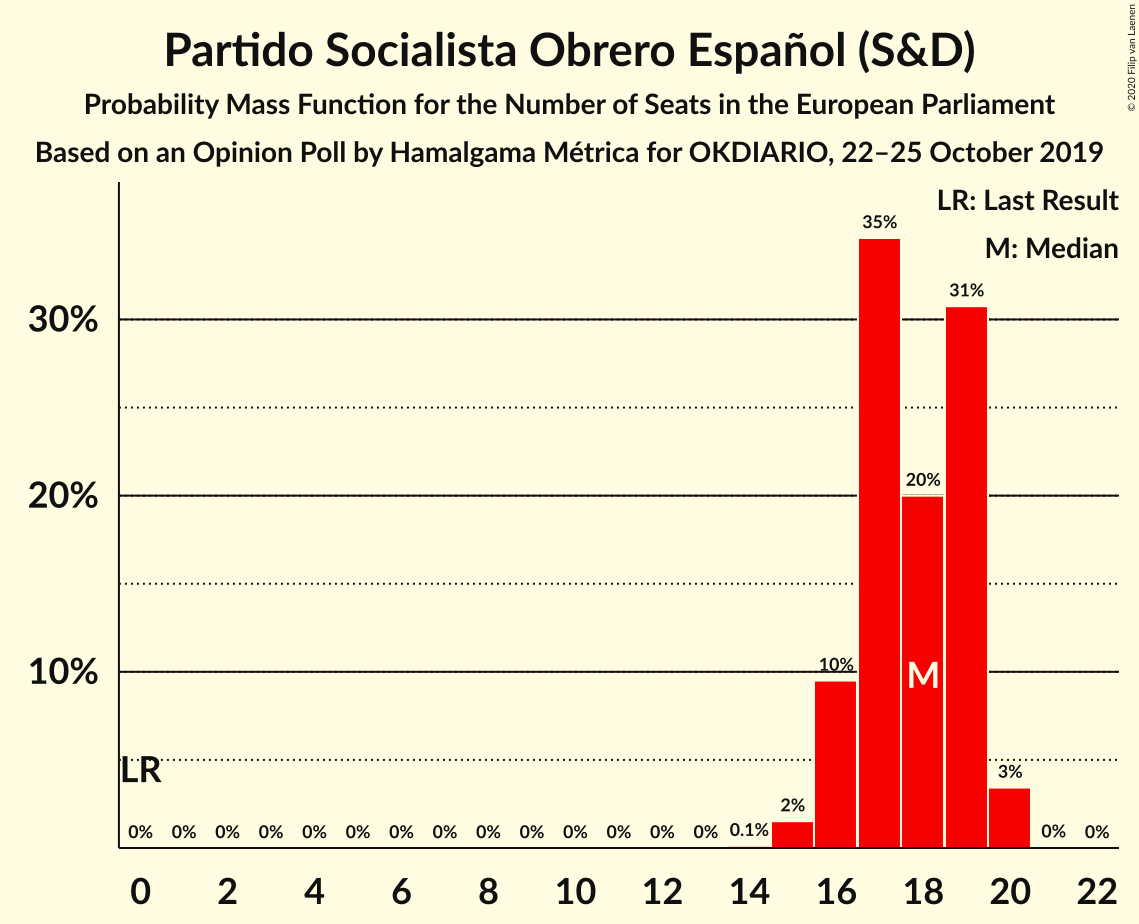 Partido Socialista Obrero Español (S&D)
Probability Mass Function for the Number of Seats in the European Parliament
Based on an Opinion Poll by Hamalgama Métrica for OKDIARIO, 22–25 October 2019
© 2020 Filip van Laenen
LR: Last Result
M: Median
35%
31%
30%
20%
20%
10%
10%
M
LR
3%
2%
0% 0% 0% 0% 0% 0% 0% 0% 0% 0% 0% 0% 0% 0% 0.1% 0% 0%
0 2 4 6 8 10 12 14 16 18 20 22